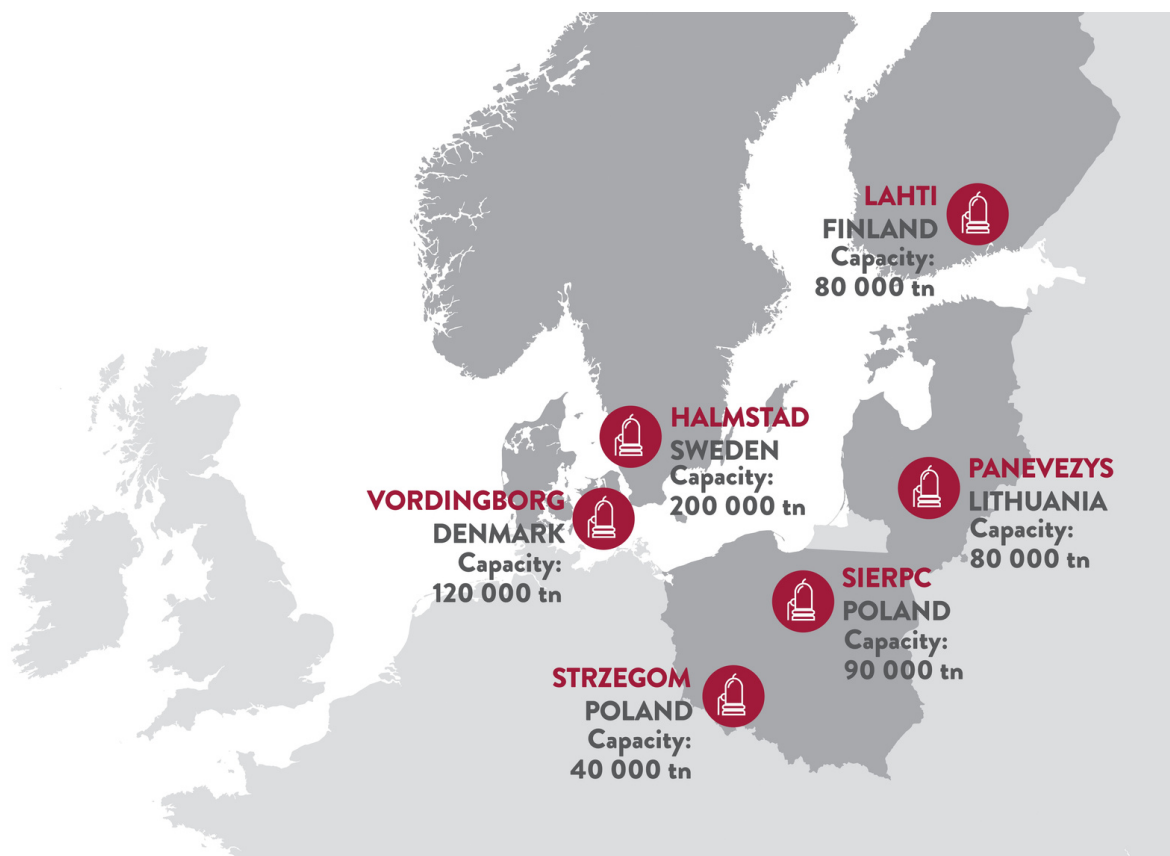 LAHTI
FINLAND
Capacity:
80 000 tn
HALMSTAD
SWEDEN
Capacity:
200 000 tn
PANEVEZYS
LITHUANIA
Capacity:
80 000 tn
VORDINGBORG
DENMARK
Capacity:
120 000 tn
SIERPC
POLAND
Capacity:
90 000 tn
STRZEGOM
POLAND
Capacity:
40 000 tn